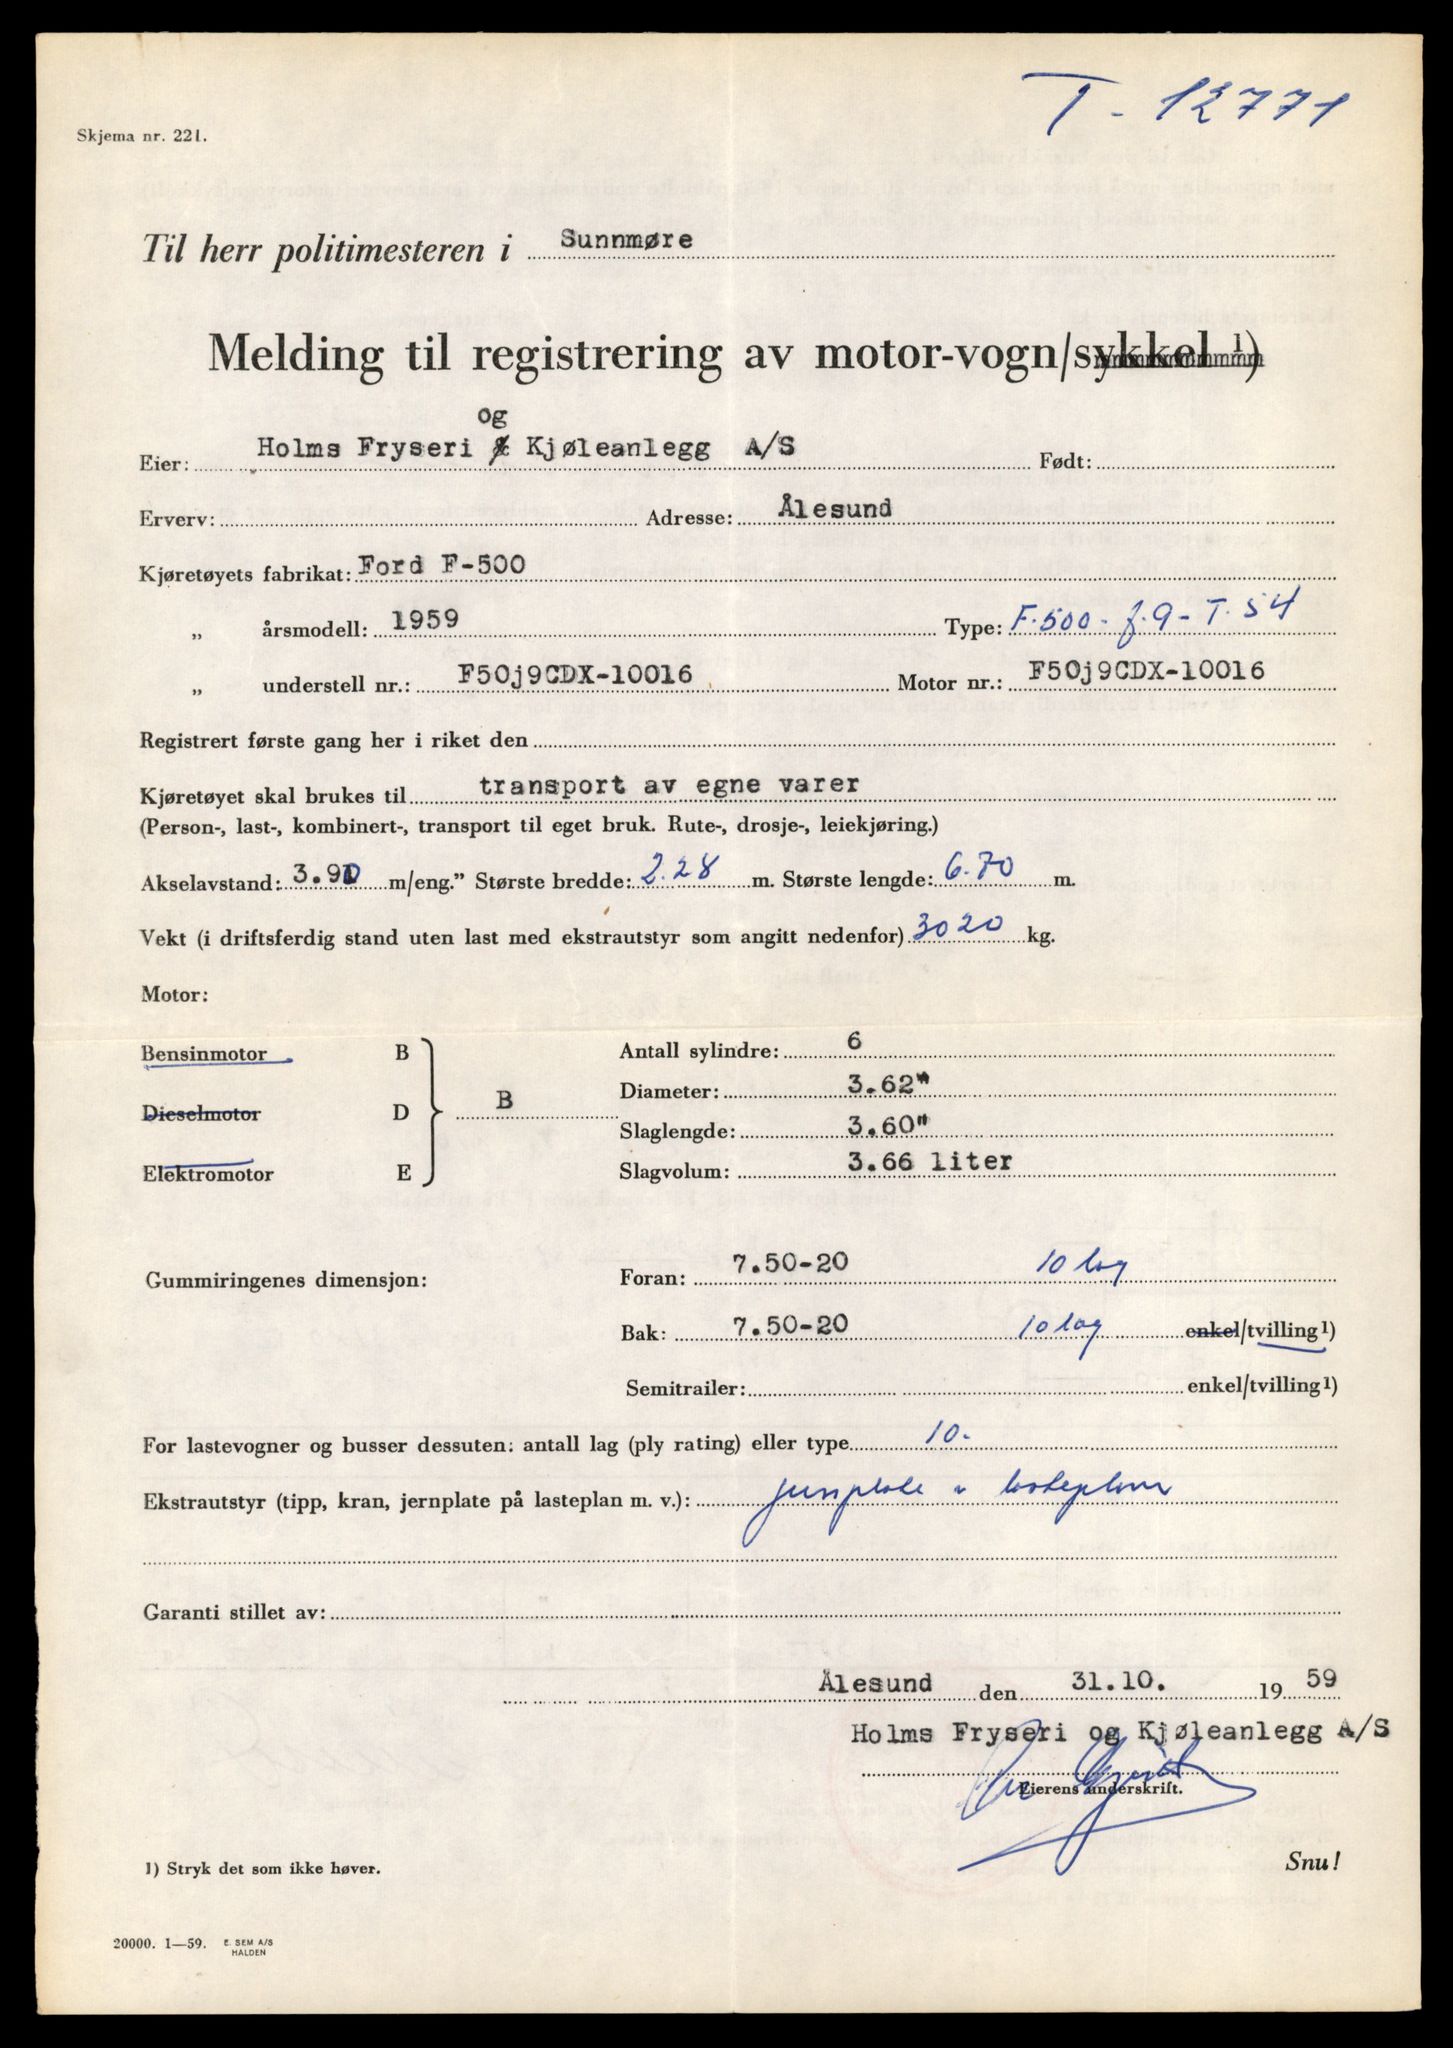 T - 12771
Skjema nr. 221.
Til herr politimesteren i Sunnmøre
Melding til registrering av motor-vogn/sykkel 1)
og
Eier: Holms Fryseri & Kjøleanlegg A/S Født:
Erverv: Adresse: Ålesund
Kjøretøyets fabrikat: Ford F-500
„ årsmodell: 1959 Type: F.500 - J.9 - T.54
„ understell nr.: F50j9CDX-10016 Motor nr.: F50j9CDX-10016
Registrert første gang her i riket den
Kjøretøyet skal brukes til transport av egne varer
(Person-, last-, kombinert-, transport til eget bruk. Rute-, drosje-, leiekjøring.)
Akselavstand: 3.90 m/eng.” Største bredde: 2.28 m. Største lengde: 6.70 m.
Vekt (i driftsferdig stand uten last med ekstrautstyr som angitt nedenfor) 3020 kg.
Motor:
Bensinmotor B Antall sylindre: 6
Diameter: 3.62"
Dieselmotor D B
Slaglengde: 3.60"
Elektromotor E Slagvolum: 3.66 liter
Gummiringenes dimensjon: Foran: 7.50-20 10 lag
Bak: 7.50-20 10 lag enkel/tvilling1)
Semitrailer: enkel/tvilling1)
For lastevogner og busser dessuten: antall lag (ply rating) eller type 10.
Ekstrautstyr (tipp, kran, jernplate på lasteplan m. v.): jernplate lasteplan
Garanti stillet av:
Ålesund den 31.10. 1959
Holms Fryseri og Kjøleanlegg A/S
Eierens underskrift.
1) Stryk det som ikke høver.
Snu!
20000. 1—59. E. SEM A/S
HALDEN